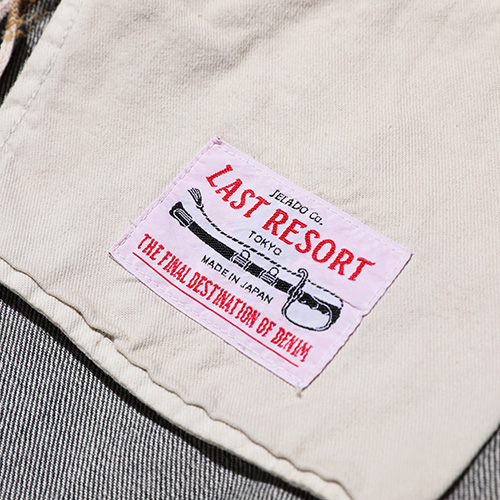 JELADO CO.
LAST RESORT
TOKYO
MADE IN JAPAN
THE FINAL DESTINATION OF DENIM